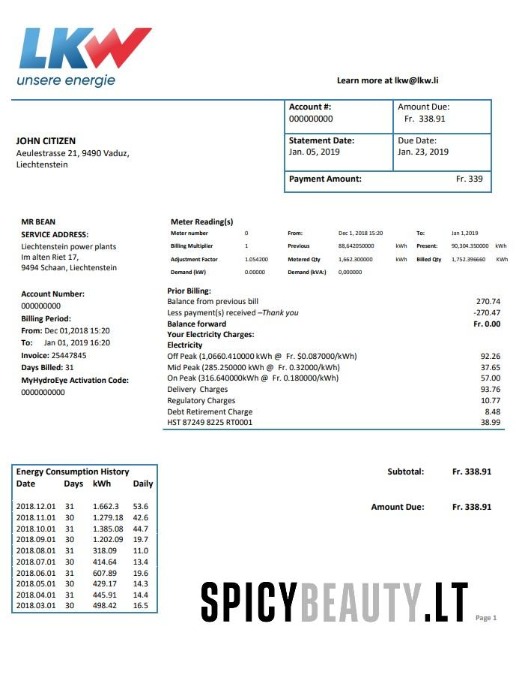 LKW
unsere energie
Learn more at lkw@lkw.li
Account #:
000000000
Amount Due:
Fr. 338.91
Statement Date:
Jan. 05, 2019
Due Date:
Jan. 23, 2019
Payment Amount: Fr. 339
JOHN CITIZEN
Aeulestrasse 21, 9490 Vaduz,
Liechtenstein
MR BEAN
SERVICE ADDRESS:
Liechtenstein power plants
Im alten Riet 17,
9494 Schaan, Liechtenstein
Account Number:
000000000
Billing Period:
From: Dec 01,2018 15:20
To: Jan 01, 2019 16:20
Invoice: 25447845
Days Billed: 31
MyHydroEye Activation Code:
0000000000
Meter Reading(s)
Meter number 0 From: Dec 1, 2018 15:20 To: Jan 1,2019
Billing Multiplier 1 Previous 88,642050000 kWh Present: 90,304.350000 kWh
Adjustment Factor 1.054200 Metered Qty 1,662.300000 kWh Billed Qty 1,752.396660 KWh
Demand (kW) 0.00000 Demand (kVA:) 0,000000
Prior Billing:
Balance from previous bill 270.74
Less payment(s) received –Thank you -270.47
Balance forward Fr. 0.00
Your Electricity Charges:
Electricity
Off Peak (1,0660.410000 kWh @ Fr. S0.087000/kWh) 92.26
Mid Peak (285.250000 kWh @ Fr. 0.32000/kWh) 37.65
On Peak (316.640000kWh @ Fr. 0.180000/kWh) 57.00
Delivery Charges 93.76
Regulatory Charges 10.77
Debt Retirement Charge 8.48
HST 87249 8225 RT0001 38.99
Energy Consumption History
Date Days kWh Daily
2018.12.01 31 1.662.3 53.6
2018.11.01 30 1.279.18 42.6
2018.10.01 31 1.385.08 44.7
2018.09.01 30 1.202.09 19.7
2018.08.01 31 318.09 11.0
2018.07.01 30 414.64 13.4
2018.06.01 31 607.89 19.6
2018.05.01 30 429.17 14.3
2018.04.01 31 445.91 14.4
2018.03.01 30 498.42 16.5
Subtotal: Fr. 338.91
Amount Due: Fr. 338.91
SPICYBEAUTY.LT
Page 1